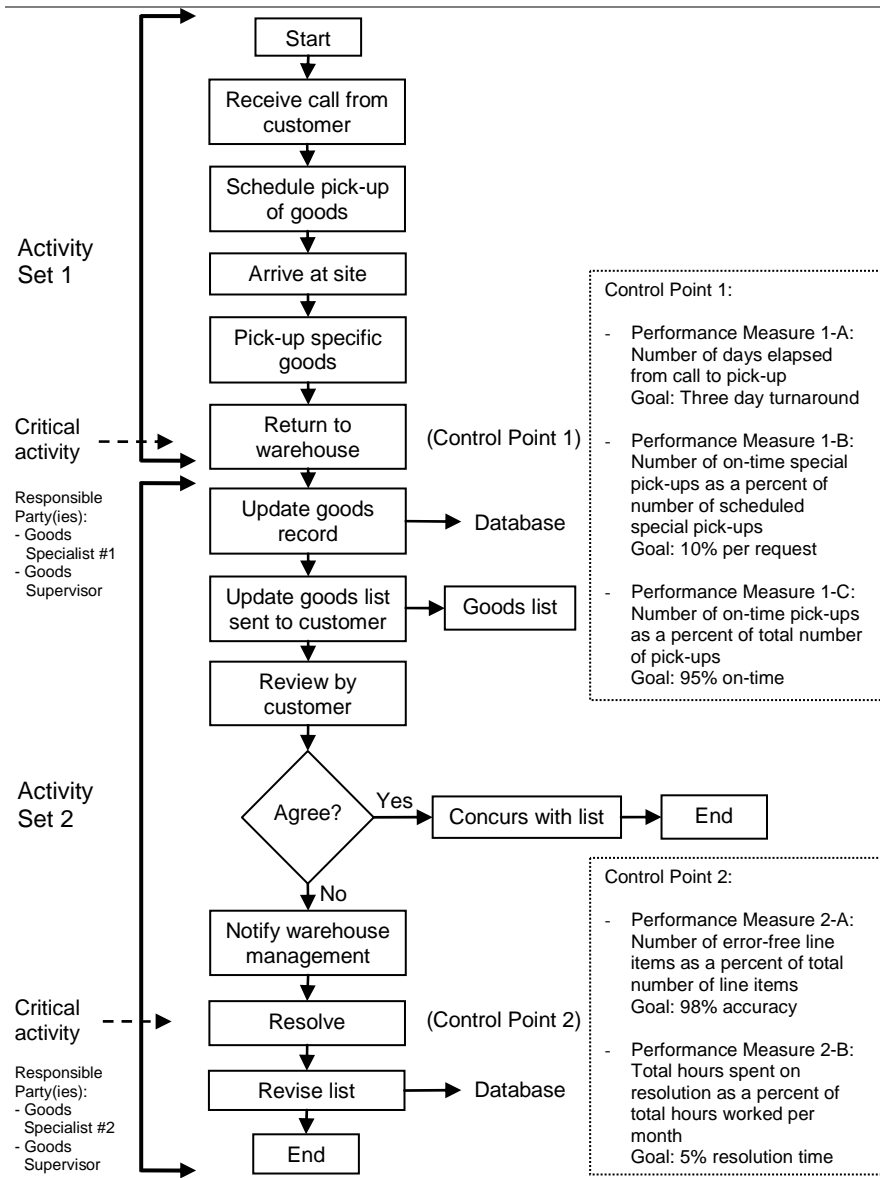 Start
Receive call from
customer
Schedule pick-up
of goods
Activity
Set 1
Arrive at site
Pick-up specific
goods
Critical
activity
Return to
warehouse
(Control Point 1)
Control Point 1:
- Performance Measure 1-A:
Number of days elapsed
from call to pick-up
Goal: Three day turnaround
- Performance Measure 1-B:
Number of on-time special
pick-ups as a percent of
number of scheduled
special pick-ups
Goal: 10% per request
- Performance Measure 1-C:
Number of on-time pick-ups
as a percent of total number
of pick-ups
Goal: 95% on-time
Responsible
Party(ies):
- Goods
Specialist #1
- Goods
Supervisor
Update goods
record
Database
Update goods list
sent to customer
Goods list
Review by
customer
Activity
Set 2
Agree?
Yes
Concurs with list
End
No
Notify warehouse
management
Critical
activity
Resolve
(Control Point 2)
Control Point 2:
- Performance Measure 2-A:
Number of error-free line
items as a percent of total
number of line items
Goal: 98% accuracy
- Performance Measure 2-B:
Total hours spent on
resolution as a percent of
total hours worked per
month
Goal: 5% resolution time
Responsible
Party(ies):
- Goods
Specialist #2
- Goods
Supervisor
Revise list
Database
End